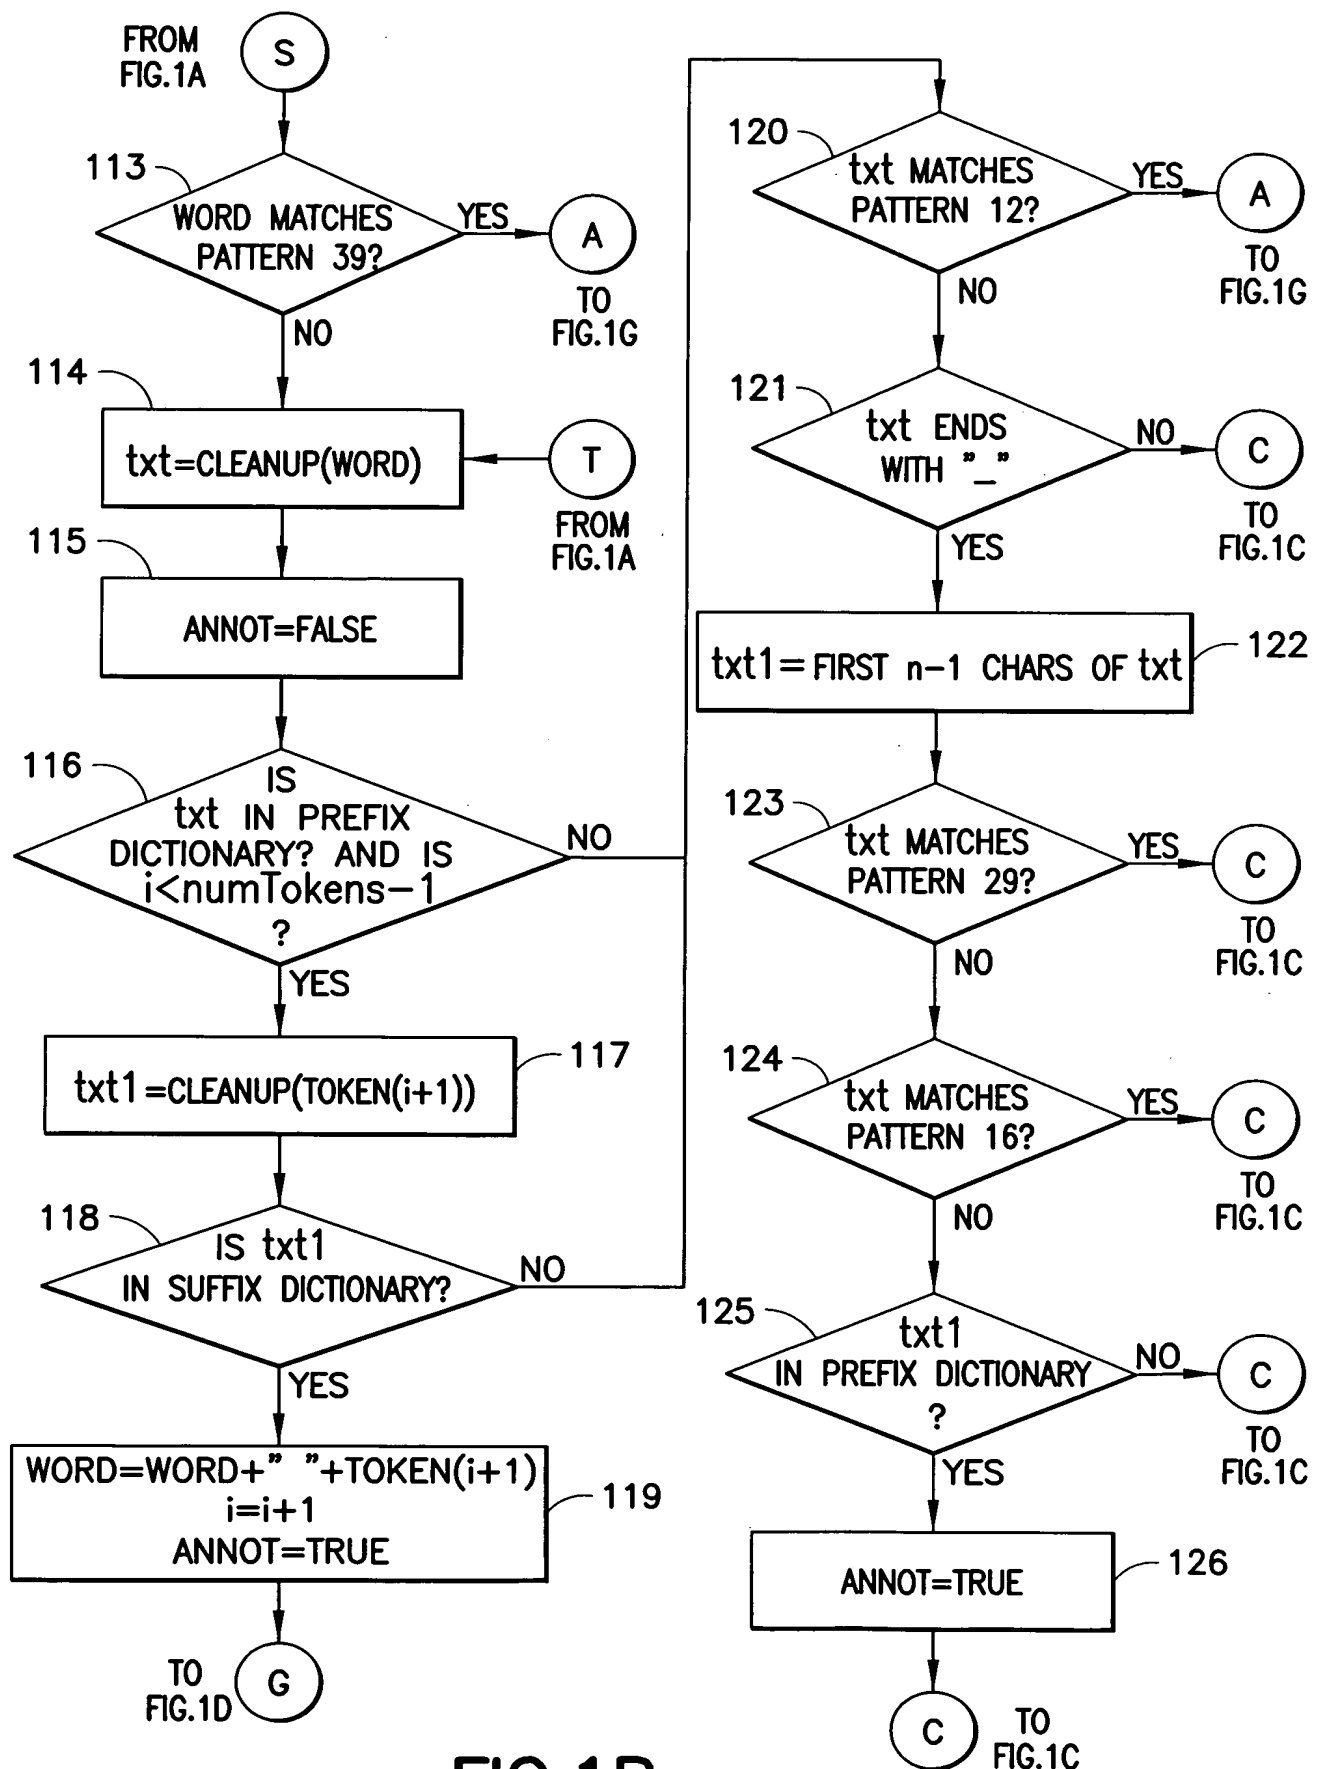 FROM
FIG.1A
S
113
WORD MATCHES
PATTERN 39?
YES
A
TO
FIG.1G
NO
114
txt=CLEANUP(WORD)
T
FROM
FIG.1A
115
ANNOT=FALSE
116
IS
txt IN PREFIX
DICTIONARY? AND IS
i<numTokens-1
?
NO
YES
117
txt1=CLEANUP(TOKEN(i+1))
118
IS txt1
IN SUFFIX DICTIONARY?
NO
YES
WORD=WORD+" "+TOKEN(i+1)
i=i+1
ANNOT=TRUE
119
TO
FIG.1D
G
120
txt MATCHES
PATTERN 12?
YES
A
TO
FIG.1G
NO
121
txt ENDS
WITH "_"
NO
C
TO
FIG.1C
YES
txt1=FIRST n-1 CHARS OF txt
122
123
txt MATCHES
PATTERN 29?
YES
C
TO
FIG.1C
NO
124
txt MATCHES
PATTERN 16?
YES
C
TO
FIG.1C
NO
125
txt1
IN PREFIX DICTIONARY
?
NO
C
TO
FIG.1C
YES
ANNOT=TRUE
126
C
TO
FIG.1C